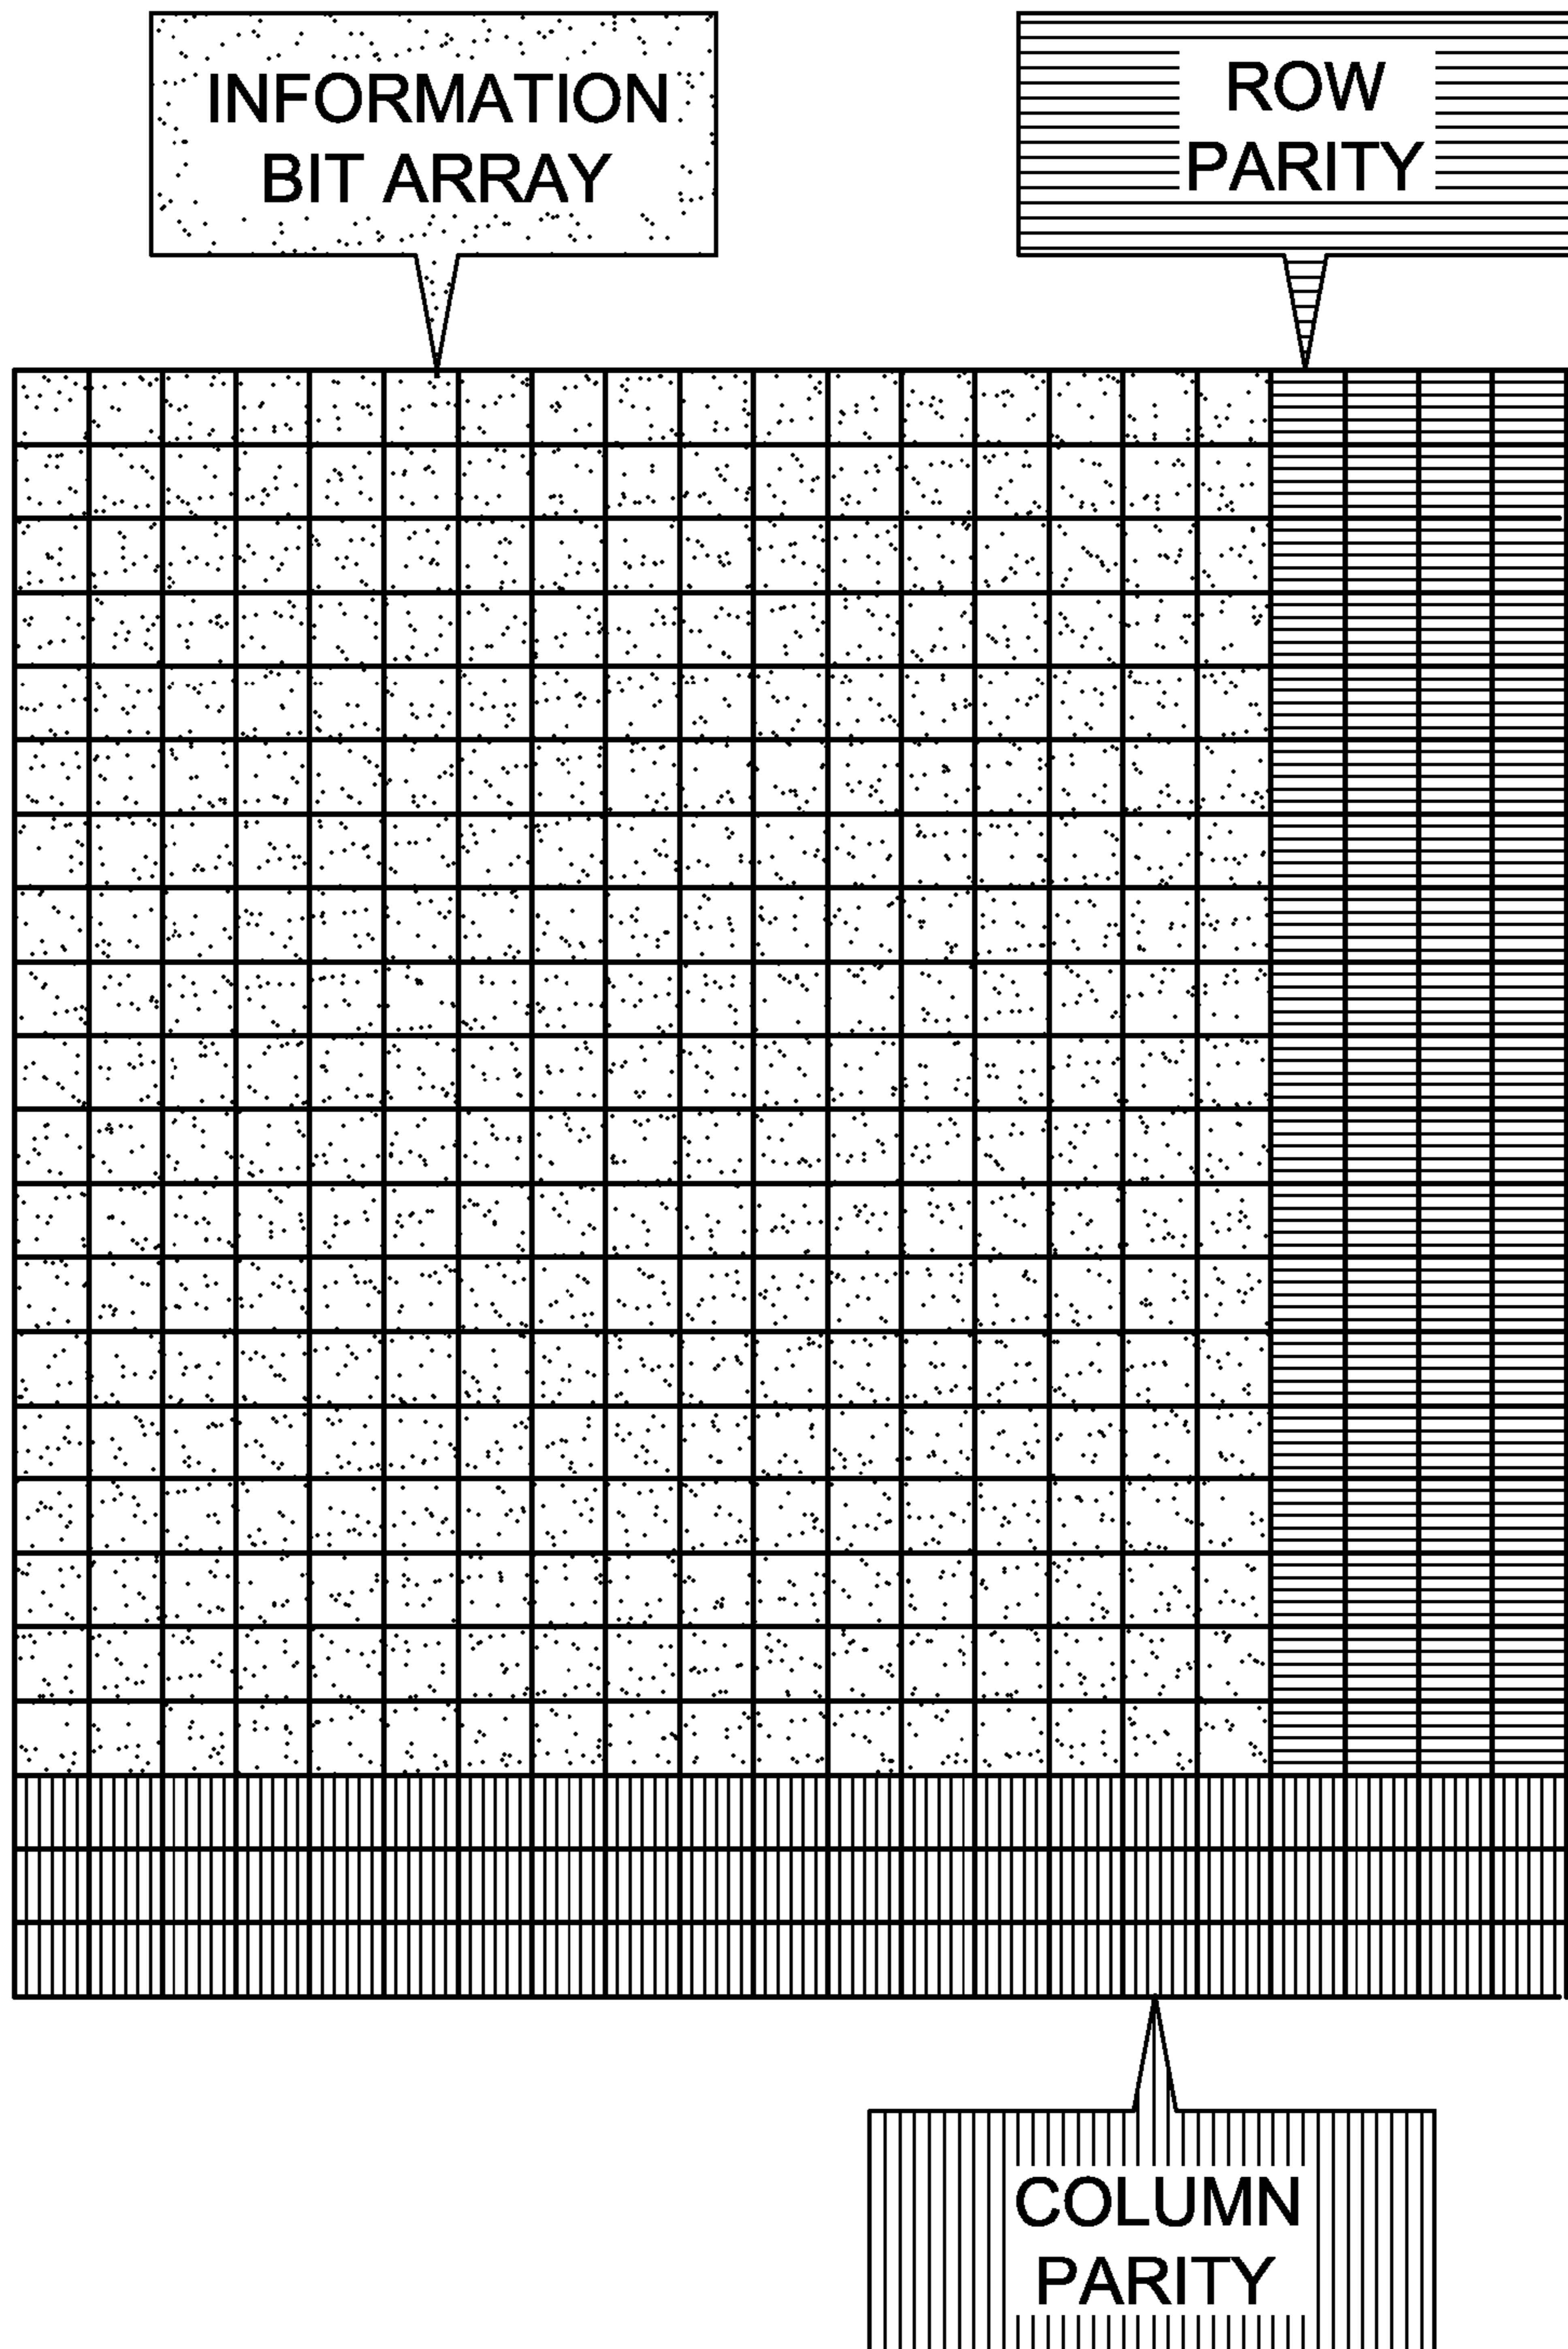 INFORMATION
BIT ARRAY
ROW
PARITY
COLUMN
PARITY